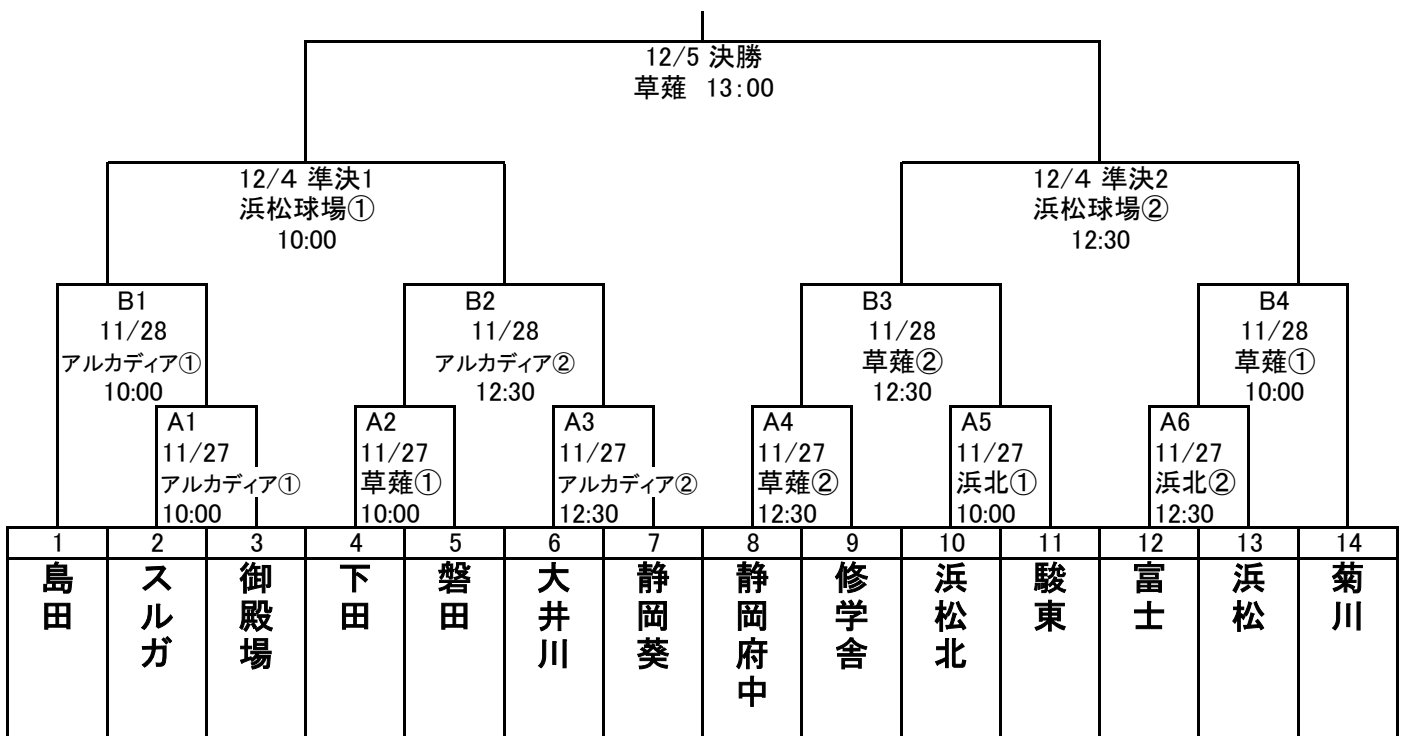 12/5 決勝
草薙 13:00
12/4 準決1
浜松球場①
10:00
12/4 準決2
浜松球場②
12:30
B1
11/28
アルカディア①
10:00
B2
11/28
アルカディア②
12:30
B3
11/28
草薙②
12:30
B4
11/28
草薙①
10:00
A1
11/27
アルカディア①
10:00
A2
11/27
草薙①
10:00
A3
11/27
アルカディア②
12:30
A4
11/27
草薙②
12:30
A5
11/27
浜北①
10:00
A6
11/27
浜北②
12:30
1 2 3 4 5 6 7 8 9 10 11 12 13 14
島田
スルガ
御殿場
下田
磐田
大井川
静岡葵
静岡府中
修学舎
浜松北
駿東
富士
浜松
菊川